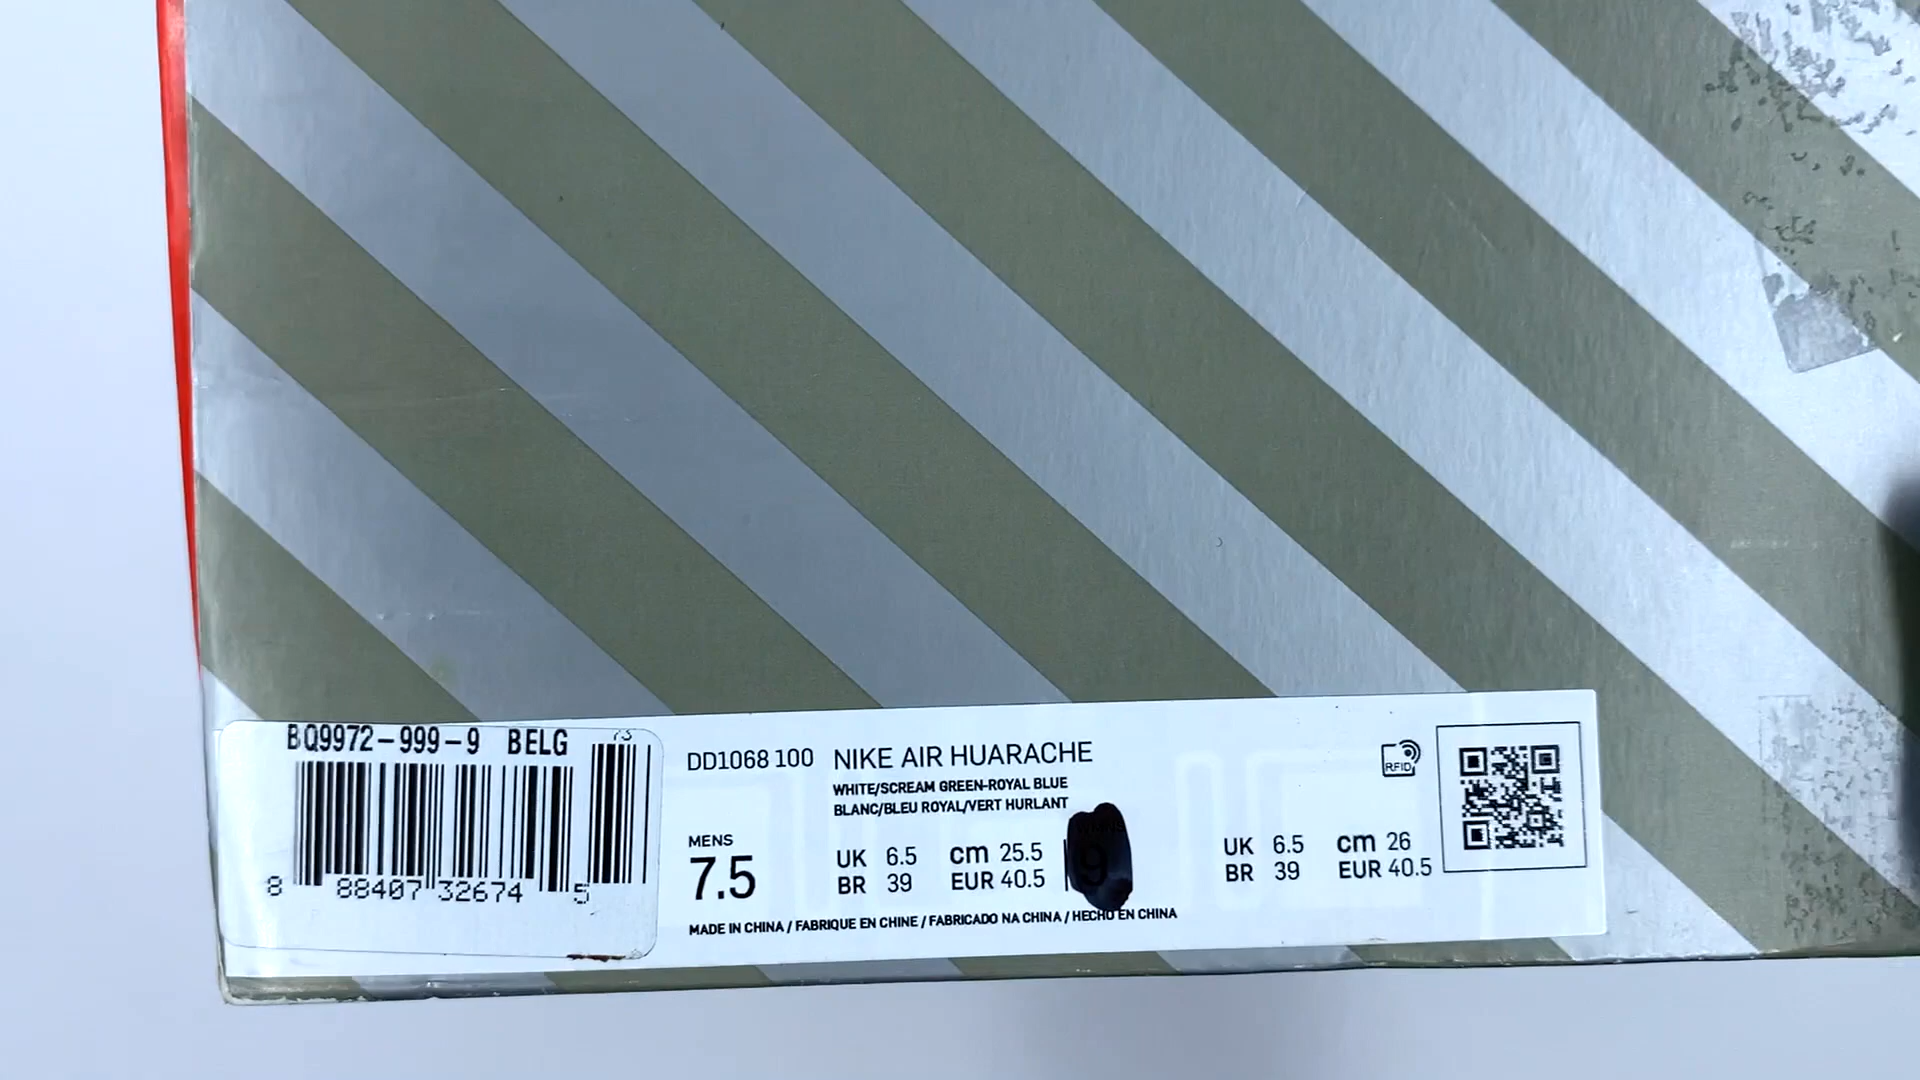 BQ9972-999-9 BELG
7.5
8 88407 32674 5
DD1068 100 NIKE AIR HUARACHE
WHITE/SCREAM GREEN-ROYAL BLUE
BLANC/BLEU ROYAL/VERT HURLANT
RFID
MENS
7.5
UK 6.5 cm 25.5
BR 39 EUR 40.5
9
UK 6.5 cm 26
BR 39 EUR 40.5
MADE IN CHINA / FABRIQUE EN CHINE / FABRICADO NA CHINA / HECHO EN CHINA